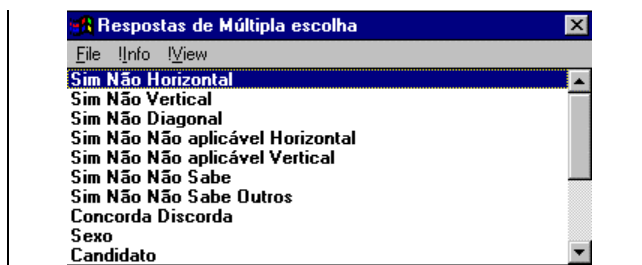 Respostas de Múltipla escolha
File !Info !View
Sim Não Horizontal
Sim Não Vertical
Sim Não Diagonal
Sim Não Não aplicável Horizontal
Sim Não Não aplicável Vertical
Sim Não Não Sabe
Sim Não Não Sabe Outros
Concorda Discorda
Sexo
Candidato